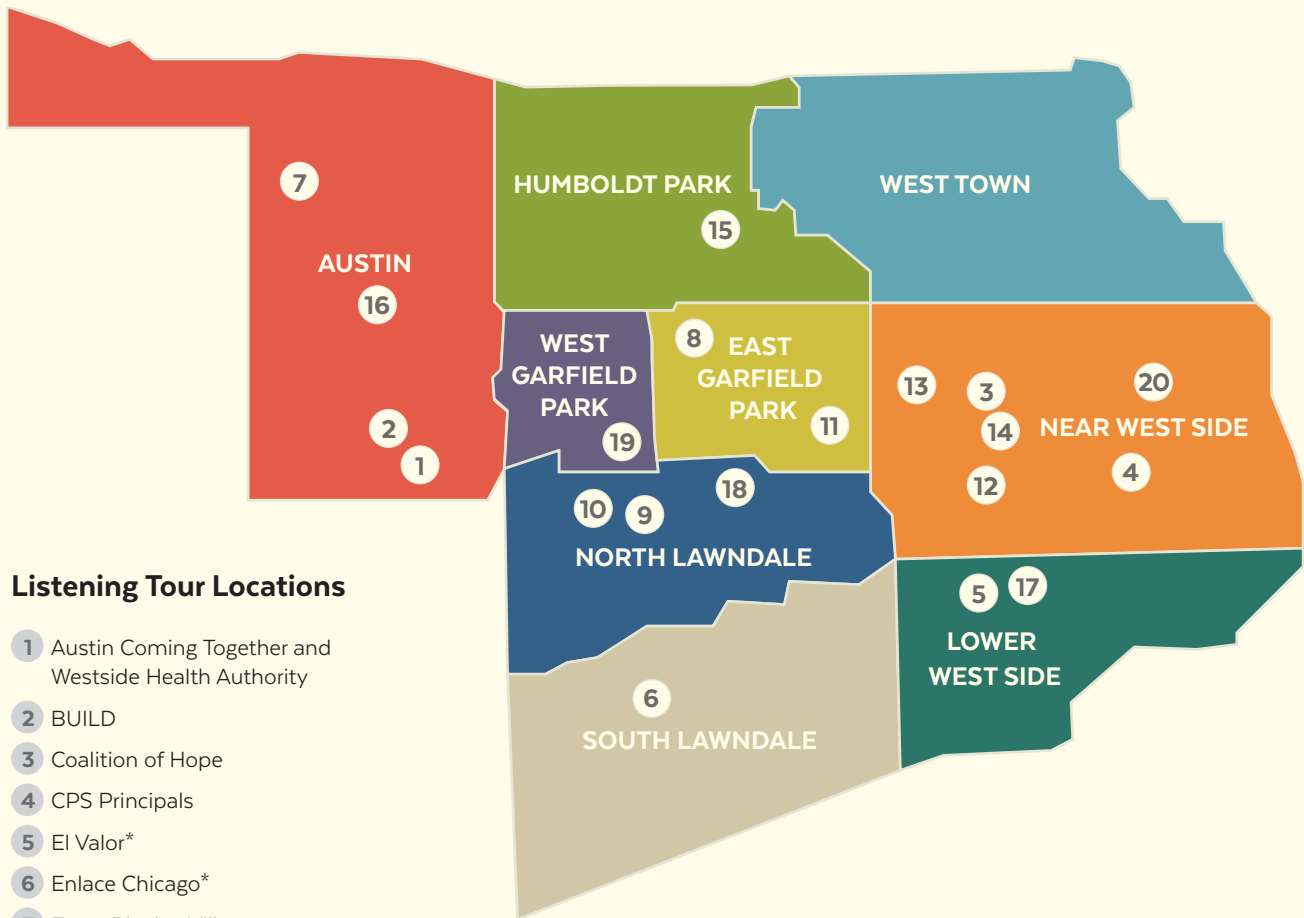 7
HUMBOLDT PARK
WEST TOWN
15
AUSTIN
16
WEST
GARFIELD
PARK
8
EAST
GARFIELD
PARK
13
3
20
2
1
19
11
14
NEAR WEST SIDE
12
4
10
9
18
NORTH LAWNDALE
5
17
LOWER
WEST SIDE
6
SOUTH LAWNDALE
Listening Tour Locations
1 Austin Coming Together and
Westside Health Authority
2 BUILD
3 Coalition of Hope
4 CPS Principals
5 El Valor*
6 Enlace Chicago*